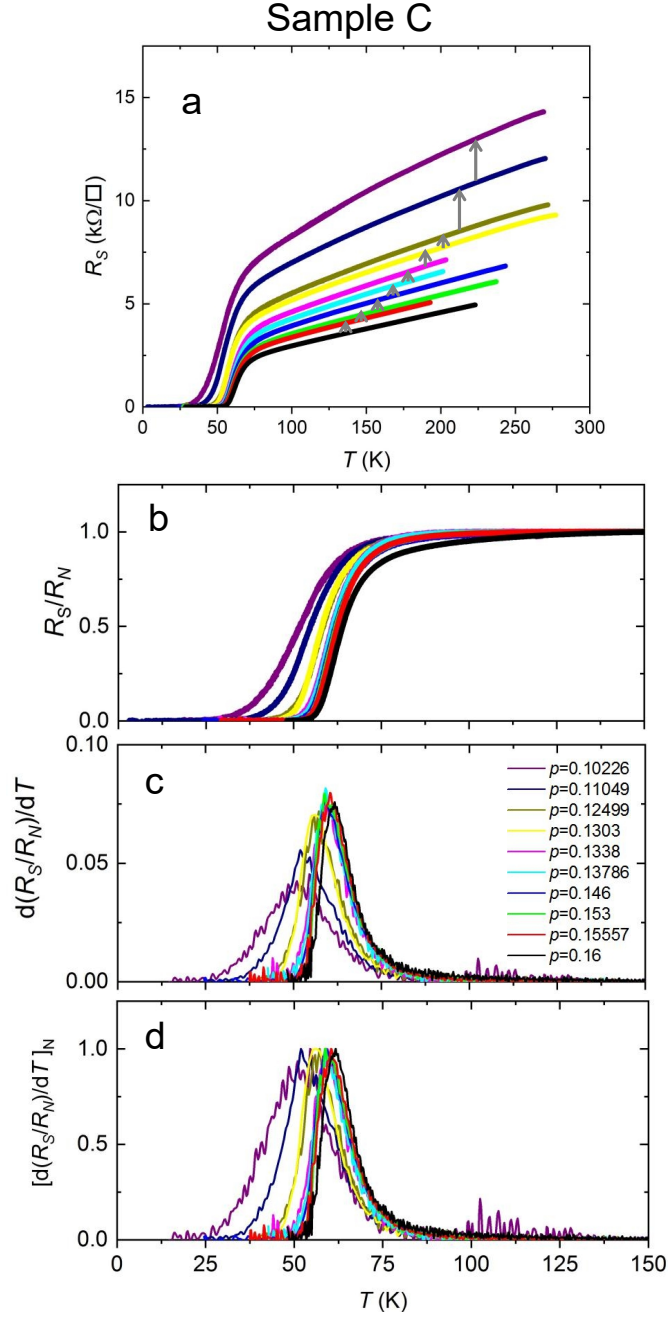 Sample C
a
R_S (kΩ/□)
15
10
5
0
0 50 100 150 200 250 300
T (K)
b
R_S/R_N
1.0
0.5
0.0
c
d(R_S/R_N)/dT
0.10
0.05
0.00
p=0.10226
p=0.11049
p=0.12499
p=0.1303
p=0.1338
p=0.13786
p=0.146
p=0.153
p=0.15557
p=0.16
d
[d(R_S/R_N)/dT]_N
1.0
0.5
0.0
0 25 50 75 100 125 150
T (K)